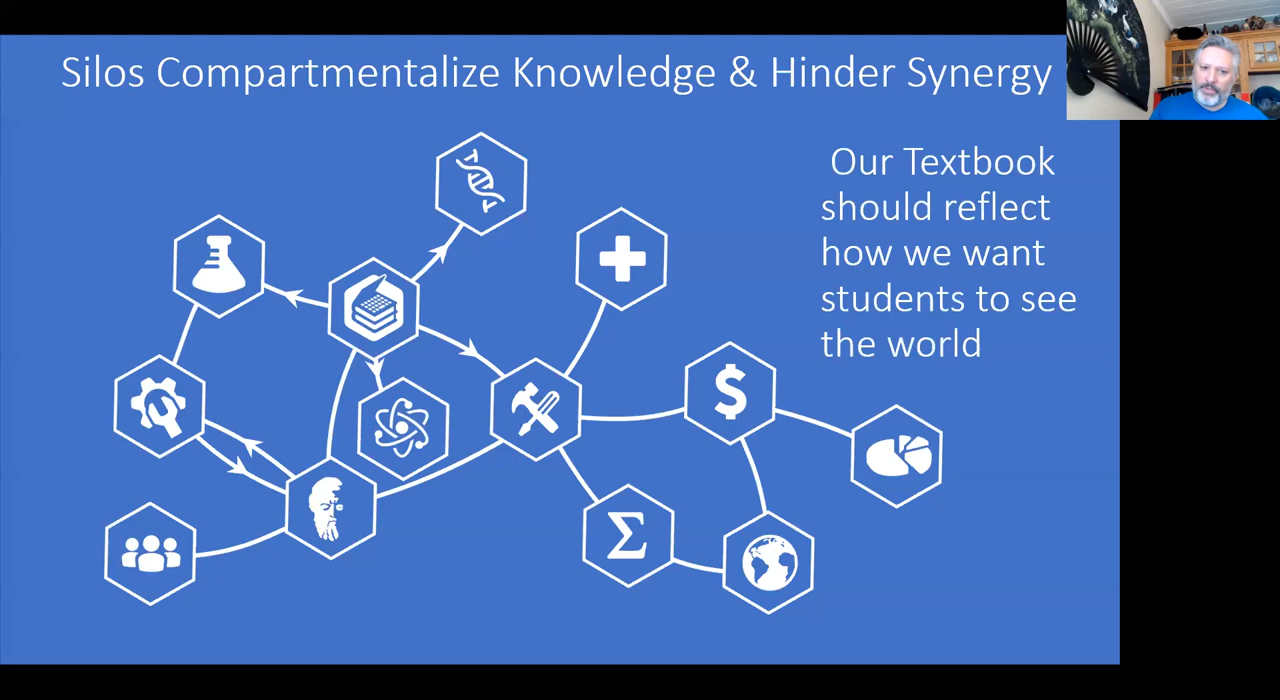 Silos Compartmentalize Knowledge & Hinder Synergy
Our Textbook
should reflect
how we want
students to see
the world
$
Σ